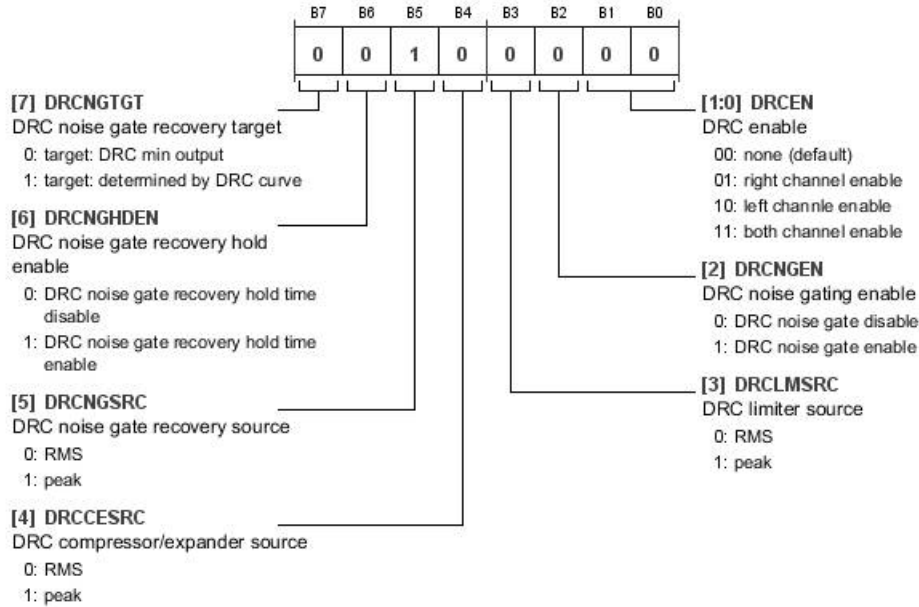 B7 B6 B5 B4 B3 B2 B1 B0
0 0 1 0 0 0 0 0
[7] DRCNGTGT
DRC noise gate recovery target
0: target: DRC min output
1: target: determined by DRC curve
[6] DRCNGHDEN
DRC noise gate recovery hold
enable
0: DRC noise gate recovery hold time
disable
1: DRC noise gate recovery hold time
enable
[5] DRCNGSRC
DRC noise gate recovery source
0: RMS
1: peak
[4] DRCCESRC
DRC compressor/expander source
0: RMS
1: peak
[1:0] DRCEN
DRC enable
00: none (default)
01: right channel enable
10: left channle enable
11: both channel enable
[2] DRCNGEN
DRC noise gating enable
0: DRC noise gate disable
1: DRC noise gate enable
[3] DRCLMSRC
DRC limiter source
0: RMS
1: peak